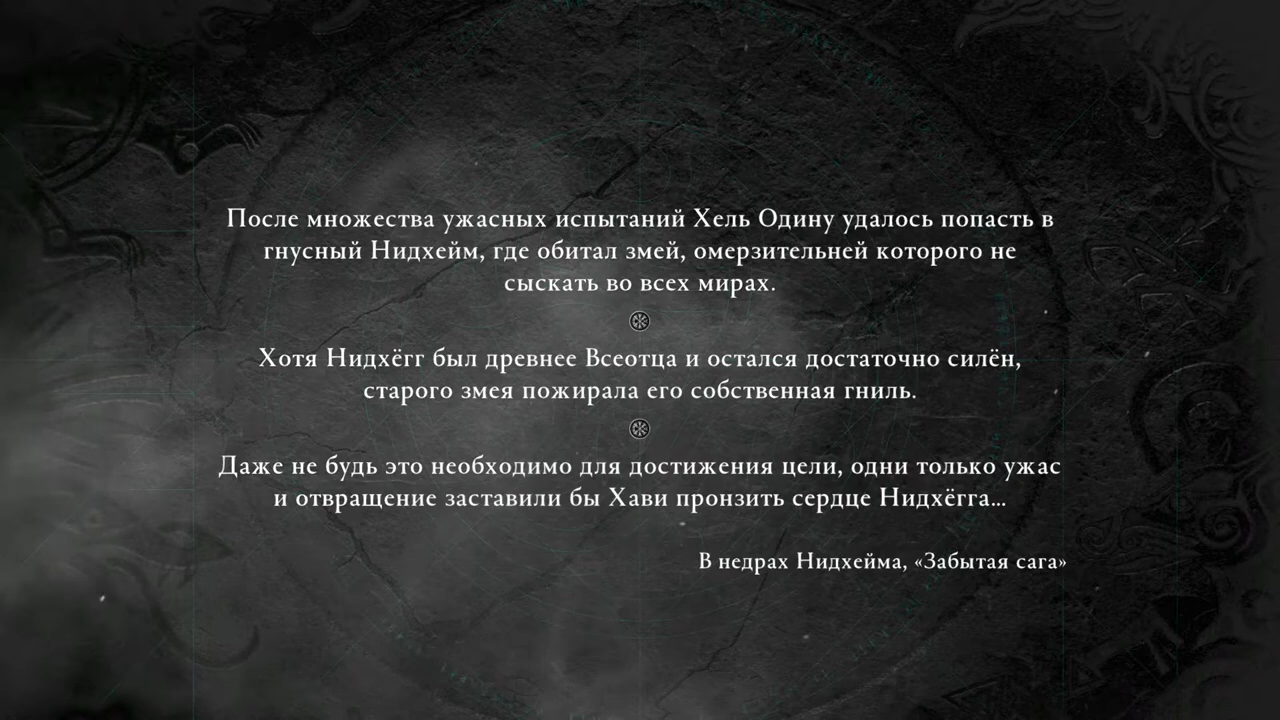 После множества ужасных испытаний Хель Одину удалось попасть в
гнусный Нидхейм, где обитал змей, омерзительней которого не
сыскать во всех мирах.
Хотя Нидхёгг был древнее Всеотца и остался достаточно силён,
старого змея пожирала его собственная гниль.
Даже не будь это необходимо для достижения цели, одни только ужас
и отвращение заставили бы Хави пронзить сердце Нидхёгга...
В недрах Нидхейма, «Забытая сага»